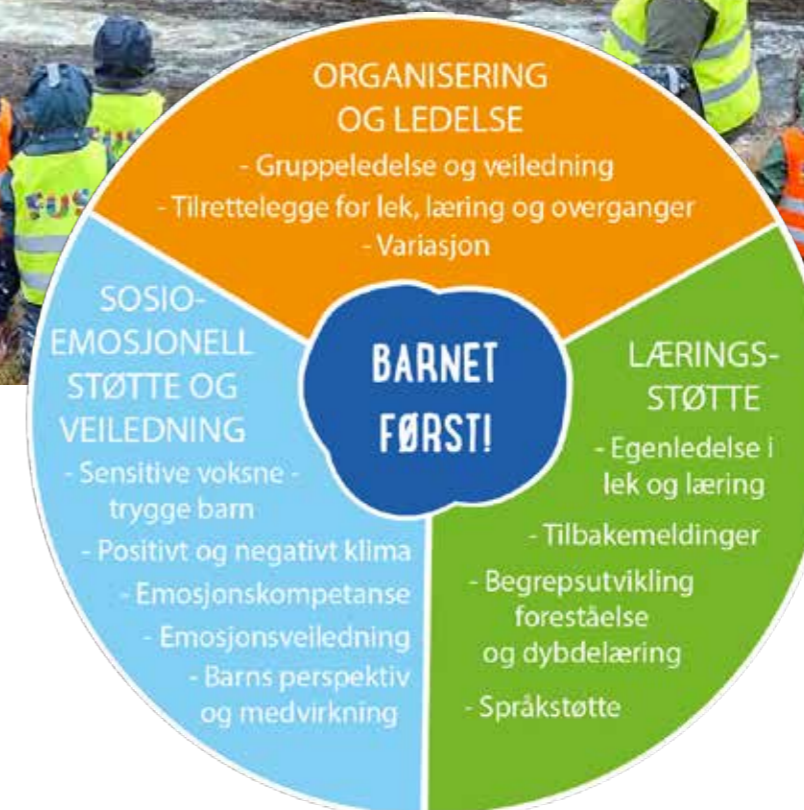 FUS
ORGANISERING
OG LEDELSE
- Gruppeledelse og veiledning
- Tilrettelegge for lek, læring og overganger
- Variasjon
SOSIO-
EMOSJONELL
STØTTE OG
VEILEDNING
- Sensitive voksne -
trygge barn
- Positivt og negativt klima
- Emosjonskompetanse
- Emosjonsveiledning
- Barns perspektiv
og medvirkning
BARNET
FØRST!
LÆRINGS-
STØTTE
- Egenledelse i
lek og læring
- Tilbakemeldinger
- Begrepsutvikling
foreståelse
og dybdelæring
- Språkstøtte